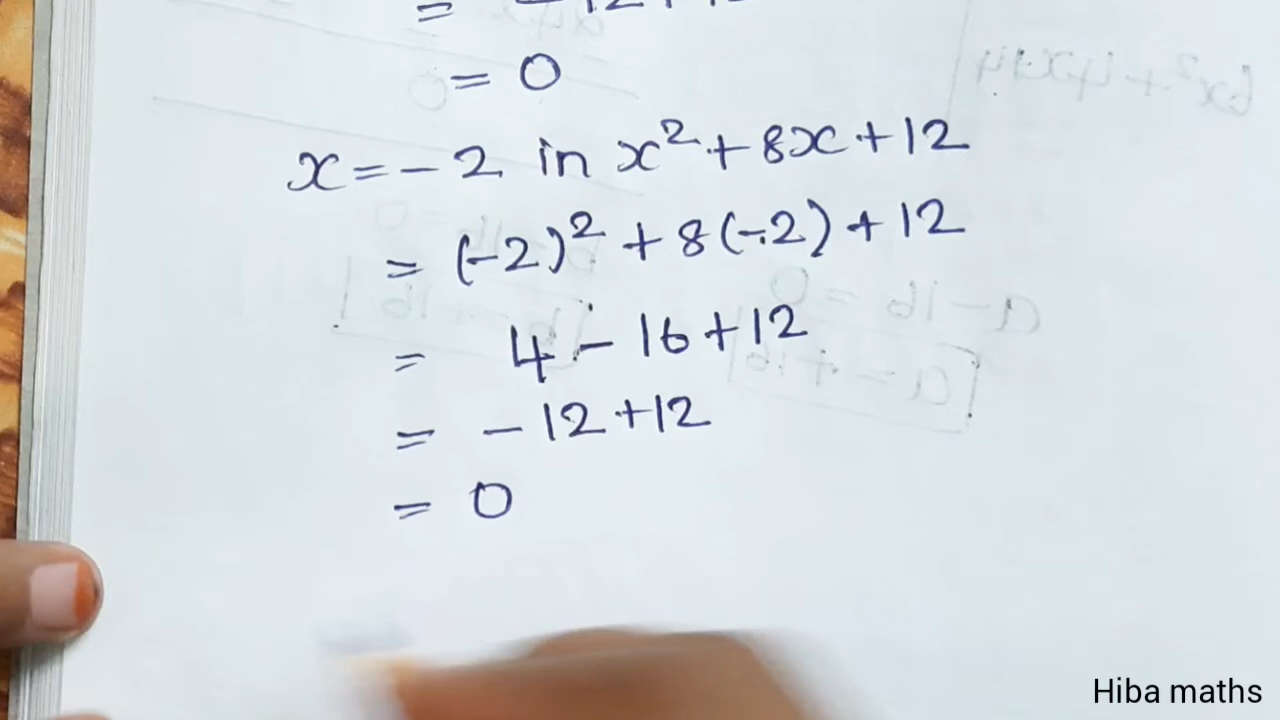 = 0
x = - 2 in x² + 8x + 12
= (-2)² + 8(-2) + 12
= 4 - 16 + 12
= - 12 + 12
= 0
Hiba maths